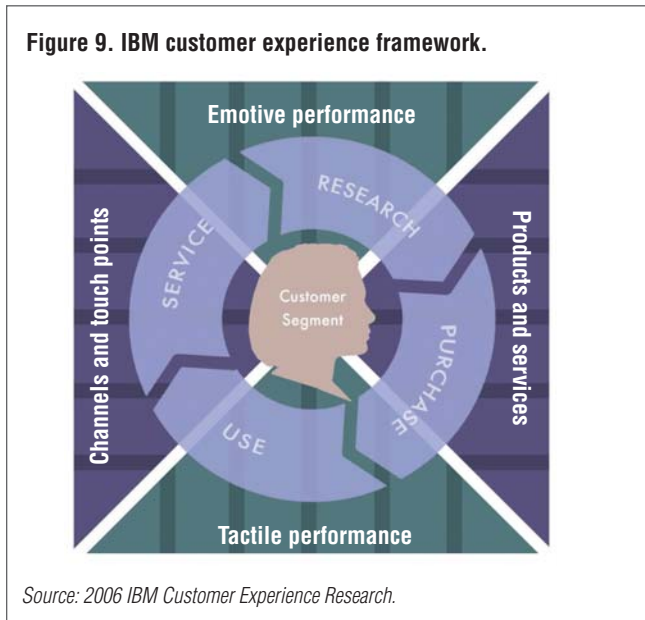 Figure 9. IBM customer experience framework.
Emotive performance
RESEARCH
SERVICE
Channels and touch points
Customer
Segment
Products and services
PURCHASE
USE
Tactile performance
Source: 2006 IBM Customer Experience Research.